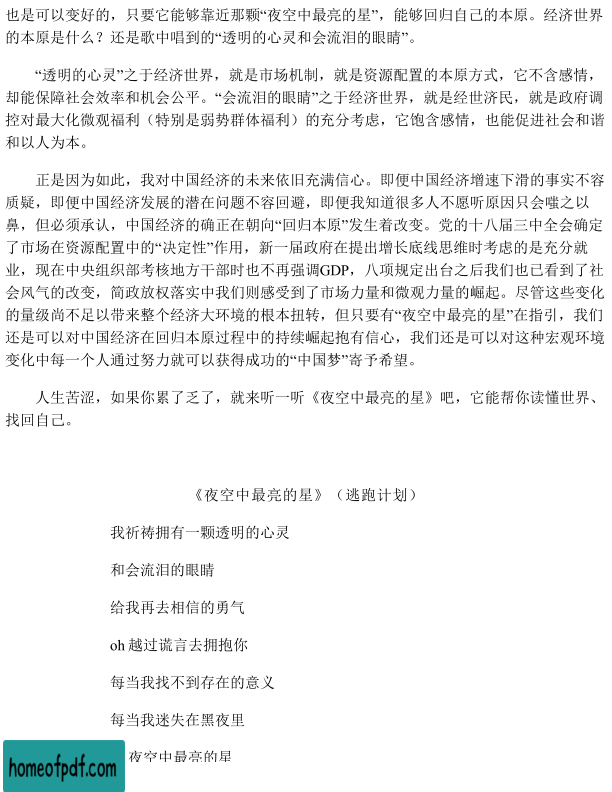 也是可以变好的，只要它能够靠近那颗“夜空中最亮的星”，能够回归自己的本原。经济世界
的本原是什么？还是歌中唱到的“透明的心灵和会流泪的眼睛”。
“透明的心灵”之于经济世界，就是市场机制，就是资源配置的本原方式，它不含感情，
却能保障社会效率和机会公平。“会流泪的眼睛”之于经济世界，就是经世济民，就是政府调
控对最大化微观福利（特别是弱势群体福利）的充分考虑，它饱含感情，也能促进社会和谐
和以人为本。
正是因为如此，我对中国经济的未来依旧充满信心。即便中国经济增速下滑的事实不容
质疑，即便中国经济发展的潜在问题不容回避，即便我知道很多人不愿听原因只会嗤之以
鼻，但必须承认，中国经济的确正在朝向“回归本原”发生着改变。党的十八届三中全会确定
了市场在资源配置中的“决定性”作用，新一届政府在提出增长底线思维时考虑的是充分就
业，现在中央组织部考核地方干部时也不再强调GDP，八项规定出台之后我们也已看到了社
会风气的改变，简政放权落实中我们则感受到了市场力量和微观力量的崛起。尽管这些变化
的量级尚不足以带来整个经济大环境的根本扭转，但只要有“夜空中最亮的星”在指引，我们
还是可以对中国经济在回归本原过程中的持续崛起抱有信心，我们还是可以对这种宏观环境
变化中每一个人通过努力就可以获得成功的“中国梦”寄予希望。
人生苦涩，如果你累了乏了，就来听一听《夜空中最亮的星》吧，它能帮你读懂世界、
找回自己。
《夜空中最亮的星》（逃跑计划）
我祈祷拥有一颗透明的心灵
和会流泪的眼睛
给我再去相信的勇气
oh 越过谎言去拥抱你
每当我找不到存在的意义
每当我迷失在黑夜里
夜空中最亮的星
homeofpdf.com